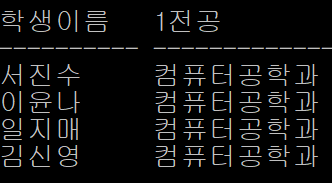 학생이름 1전공
----------- --------------
서진수 컴퓨터공학과
이윤나 컴퓨터공학과
일지매 컴퓨터공학과
김신영 컴퓨터공학과